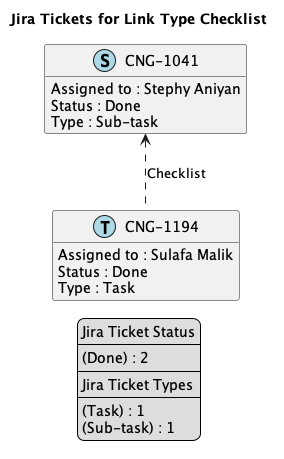 Jira Tickets for Link Type Checklist
S CNG-1041
Assigned to : Stephy Aniyan
Status : Done
Type : Sub-task
Checklist
T CNG-1194
Assigned to : Sulafa Malik
Status : Done
Type : Task
Jira Ticket Status
(Done) : 2
Jira Ticket Types
(Task) : 1
(Sub-task) : 1